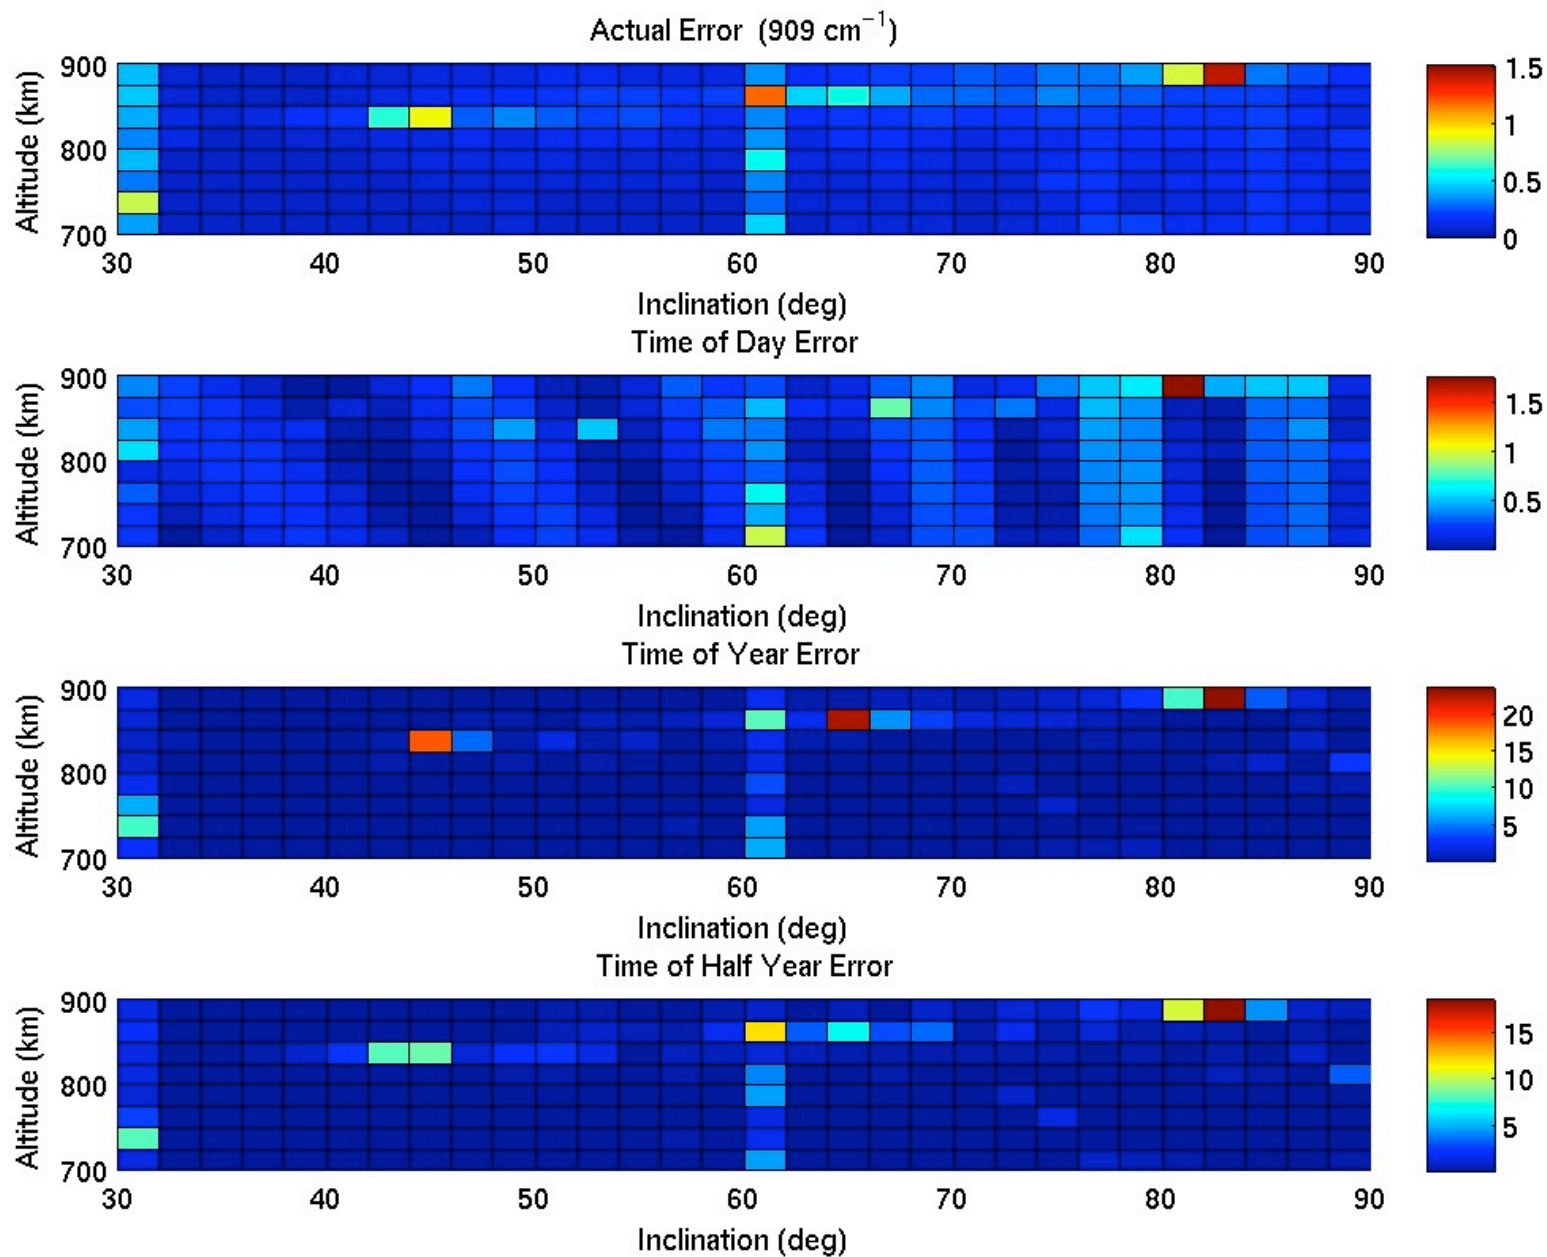 Actual Error (909 cm⁻¹)
Altitude (km)
900
800
700
30 40 50 60 70 80 90
Inclination (deg)
1.5
1
0.5
0
Time of Day Error
Altitude (km)
900
800
700
30 40 50 60 70 80 90
Inclination (deg)
1.5
1
0.5
Time of Year Error
Altitude (km)
900
800
700
30 40 50 60 70 80 90
Inclination (deg)
20
15
10
5
Time of Half Year Error
Altitude (km)
900
800
700
30 40 50 60 70 80 90
Inclination (deg)
15
10
5